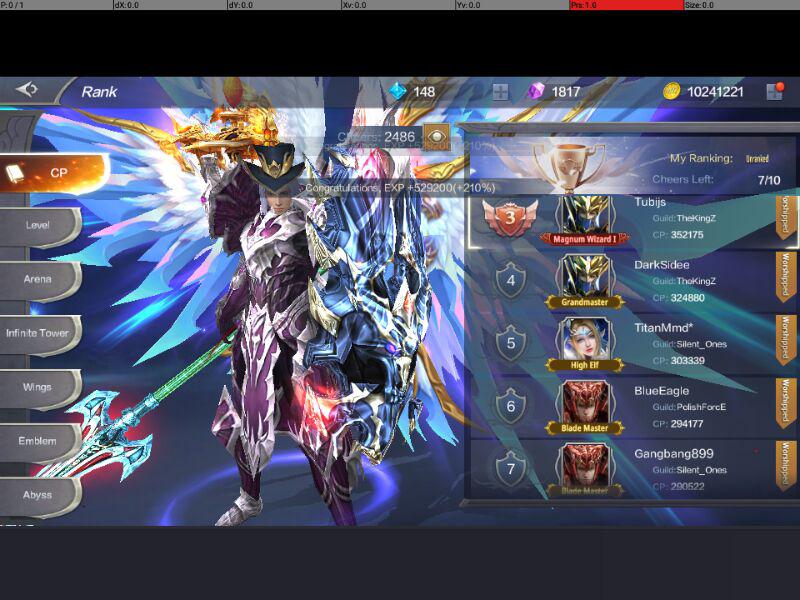 P: 0 / 1 dX: 0.0 dY: 0.0 Xv: 0.0 Yv: 0.0 Prs: 1.0 Size: 0.0
Rank 148 1817 10241221
Cheers: 2486
Congratulations, EXP +529200(+210%)
My Ranking: Unranked
Cheers Left: 7/10
CP
Level
Arena
Infinite Tower
Wings
Emblem
Abyss
3 Magnum Wizard I
Tubijs
Guild:TheKingZ
CP: 352175
Worshipped
4 Grandmaster
DarkSidee
Guild:TheKingZ
CP: 324880
Worshipped
5 High Elf
TitanMmd*
Guild:Silent_Ones
CP: 303339
Worshipped
6 Blade Master
BlueEagle
Guild:PolishForcE
CP: 294177
Worshipped
7 Blade Master
Gangbang899
Guild:Silent_Ones
CP: 290522
Worshipped